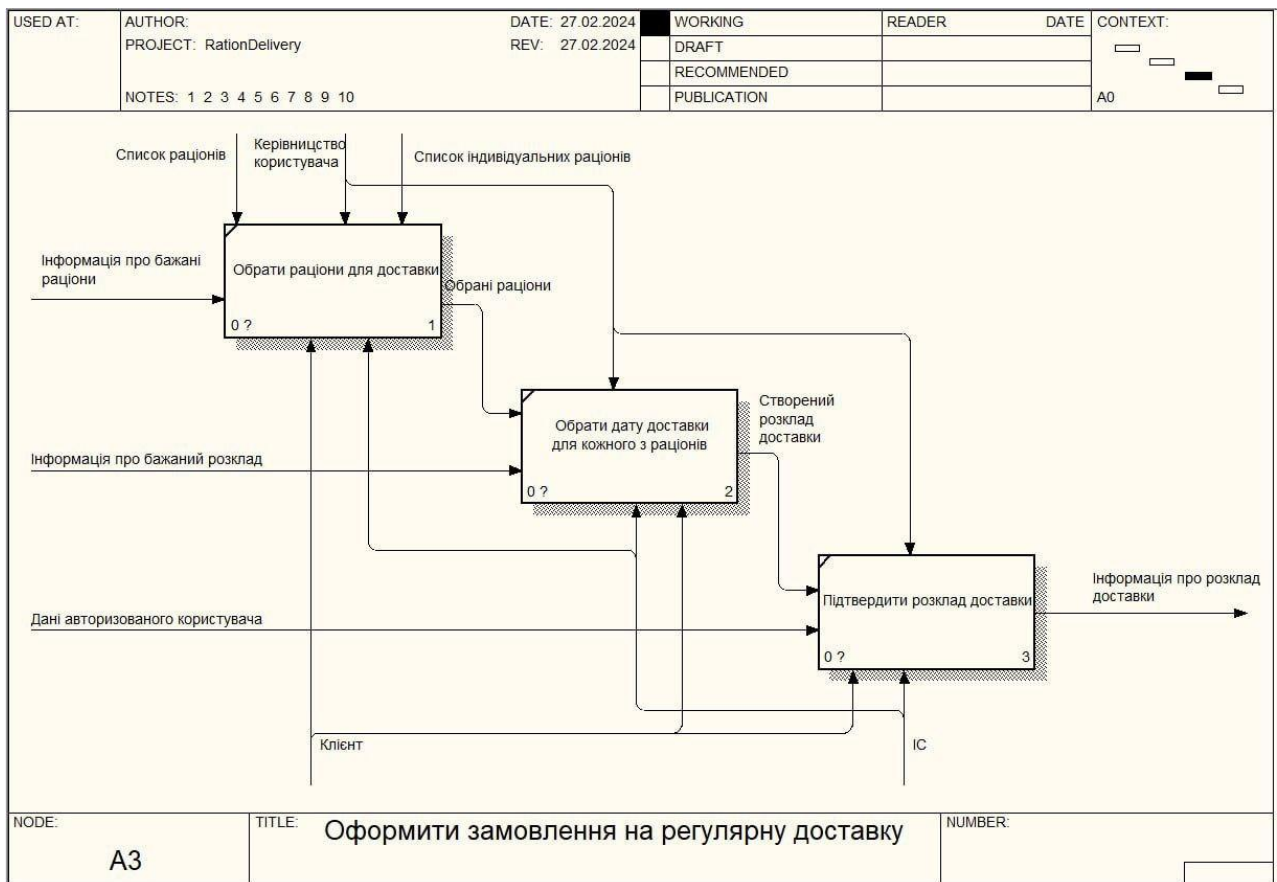 USED AT:
AUTHOR:
DATE: 27.02.2024
PROJECT: RationDelivery
REV: 27.02.2024
NOTES: 1 2 3 4 5 6 7 8 9 10
WORKING
DRAFT
RECOMMENDED
PUBLICATION
READER
DATE
CONTEXT:
A0
Список раціонів
Керівництво
користувача
Список індивідуальних раціонів
Інформація про бажані
раціони
Обрати раціони для доставки
0 ?
1
Обрані раціони
Інформація про бажаний розклад
Обрати дату доставки
для кожного з раціонів
0 ?
2
Створений
розклад
доставки
Дані авторизованого користувача
Підтвердити розклад доставки
0 ?
3
Інформація про розклад
доставки
Клієнт
ІС
NODE:
A3
TITLE:
Оформити замовлення на регулярну доставку
NUMBER: